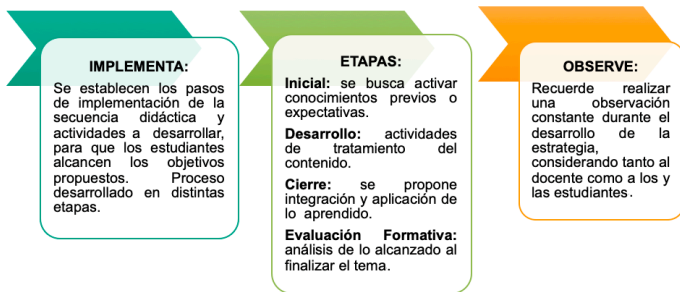 IMPLEMENTA:
Se establecen los pasos
de implementación de la
secuencia didáctica y
actividades a desarrollar,
para que los estudiantes
alcancen los objetivos
propuestos. Proceso
desarrollado en distintas
etapas.
ETAPAS:
Inicial: se busca activar
conocimientos previos o
expectativas.
Desarrollo: actividades
de tratamiento del
contenido.
Cierre: se propone
integración y aplicación de
lo aprendido.
Evaluación Formativa:
análisis de lo alcanzado al
finalizar el tema.
OBSERVE:
Recuerde realizar
una observación
constante durante el
desarrollo de la
estrategia,
considerando tanto al
docente como a los y
las estudiantes.